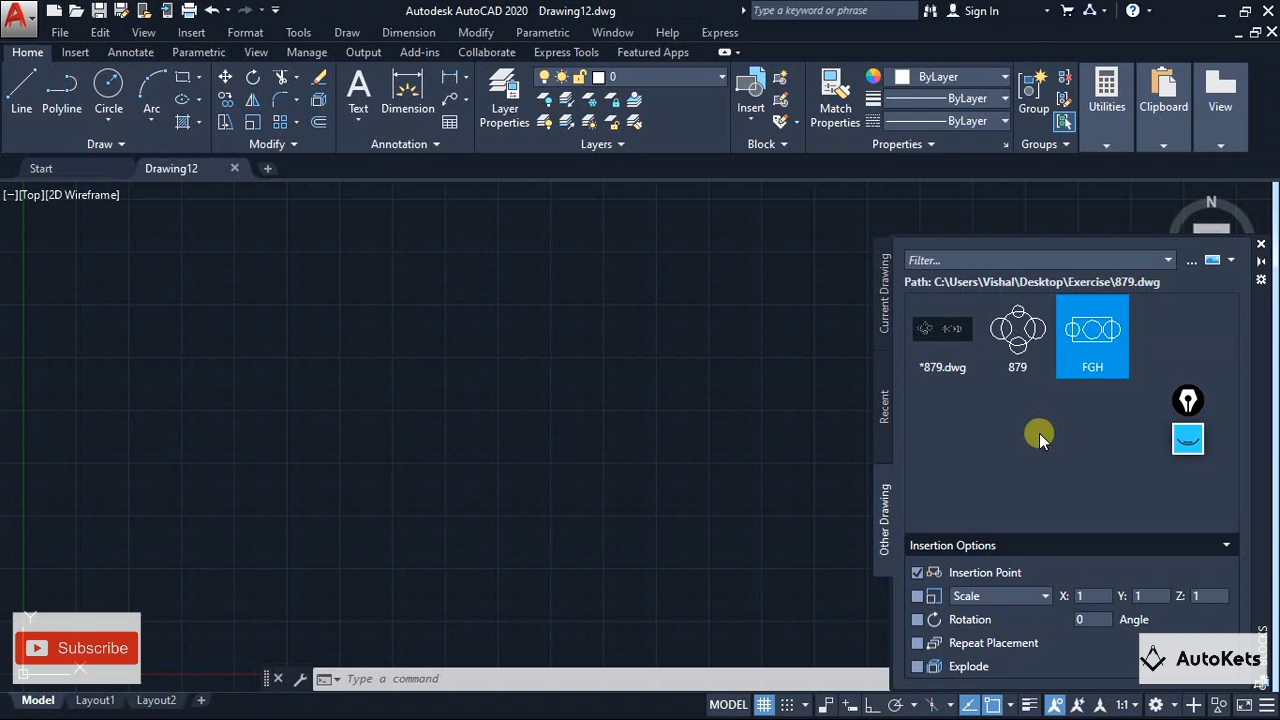 Autodesk AutoCAD 2020 Drawing12.dwg
Type a keyword or phrase
Sign In
File Edit View Insert Format Tools Draw Dimension Modify Parametric Window Help Express
Home Insert Annotate Parametric View Manage Output Add-ins Collaborate Express Tools Featured Apps
Line Polyline Circle Arc
Text Dimension
Layer Properties
0
Insert
Match Properties
ByLayer
ByLayer
ByLayer
Group
Utilities
Clipboard
View
Draw Modify Annotation Layers Block Properties Groups
Start Drawing12
[−][Top][2D Wireframe]
N
Current Drawing
Recent
Other Drawing
Filter...
Path: C:\Users\Vishal\Desktop\Exercise\879.dwg
*879.dwg 879 FGH
Insertion Options
Insertion Point
Scale X: 1 Y: 1 Z: 1
Rotation 0 Angle
Repeat Placement
Explode
AutoKets
Y
Subscribe
X
Type a command
Model Layout1 Layout2
MODEL
1:1